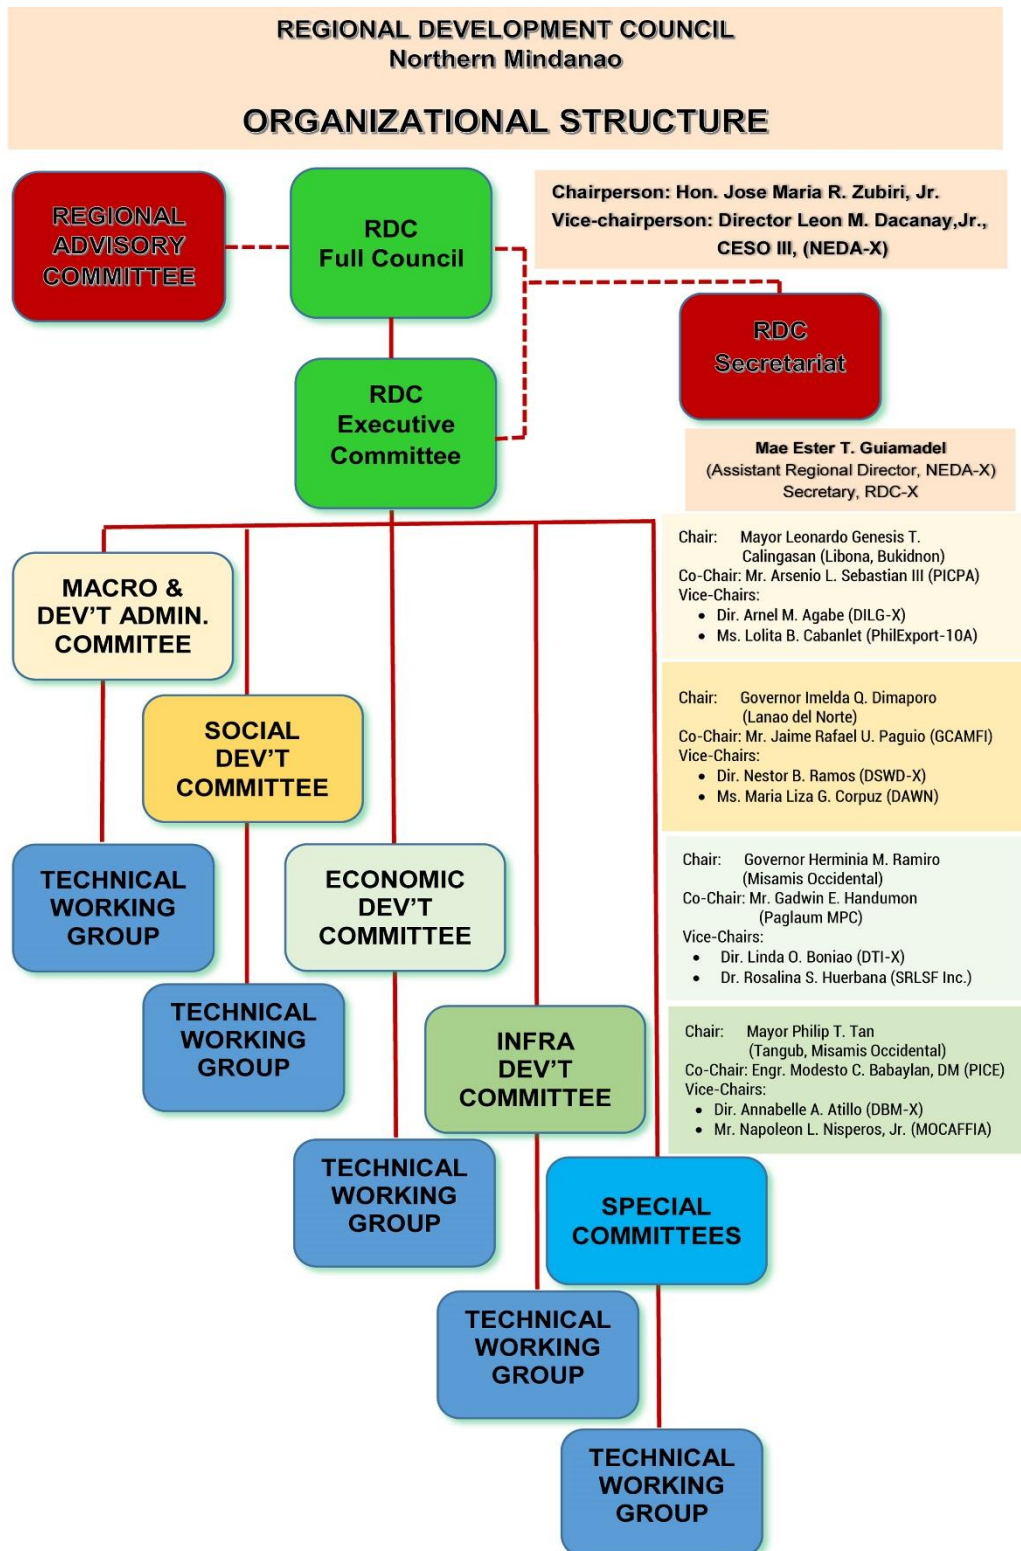 REGIONAL DEVELOPMENT COUNCIL
Northern Mindanao
ORGANIZATIONAL STRUCTURE
REGIONAL
ADVISORY
COMMITTEE
RDC
Full Council
Chairperson: Hon. Jose Maria R. Zubiri, Jr.
Vice-chairperson: Director Leon M. Dacanay,Jr.,
CESO III, (NEDA-X)
RDC
Secretariat
RDC
Executive
Committee
Mae Ester T. Guiamadel
(Assistant Regional Director, NEDA-X)
Secretary, RDC-X
MACRO &
DEV'T ADMIN.
COMMITEE
Chair: Mayor Leonardo Genesis T.
Calingasan (Libona, Bukidnon)
Co-Chair: Mr. Arsenio L. Sebastian III (PICPA)
Vice-Chairs:
• Dir. Arnel M. Agabe (DILG-X)
• Ms. Lolita B. Cabanlet (PhilExport-10A)
SOCIAL
DEV'T
COMMITTEE
Chair: Governor Imelda Q. Dimaporo
(Lanao del Norte)
Co-Chair: Mr. Jaime Rafael U. Paguio (GCAMFI)
Vice-Chairs:
• Dir. Nestor B. Ramos (DSWD-X)
• Ms. Maria Liza G. Corpuz (DAWN)
TECHNICAL
WORKING
GROUP
ECONOMIC
DEV'T
COMMITTEE
Chair: Governor Herminia M. Ramiro
(Misamis Occidental)
Co-Chair: Mr. Gadwin E. Handumon
(Paglaum MPC)
Vice-Chairs:
• Dir. Linda O. Boniao (DTI-X)
• Dr. Rosalina S. Huerbana (SRLSF Inc.)
TECHNICAL
WORKING
GROUP
INFRA
DEV'T
COMMITTEE
Chair: Mayor Philip T. Tan
(Tangub, Misamis Occidental)
Co-Chair: Engr. Modesto C. Babaylan, DM (PICE)
Vice-Chairs:
• Dir. Annabelle A. Atillo (DBM-X)
• Mr. Napoleon L. Nisperos, Jr. (MOCAFFIA)
TECHNICAL
WORKING
GROUP
SPECIAL
COMMITTEES
TECHNICAL
WORKING
GROUP
TECHNICAL
WORKING
GROUP